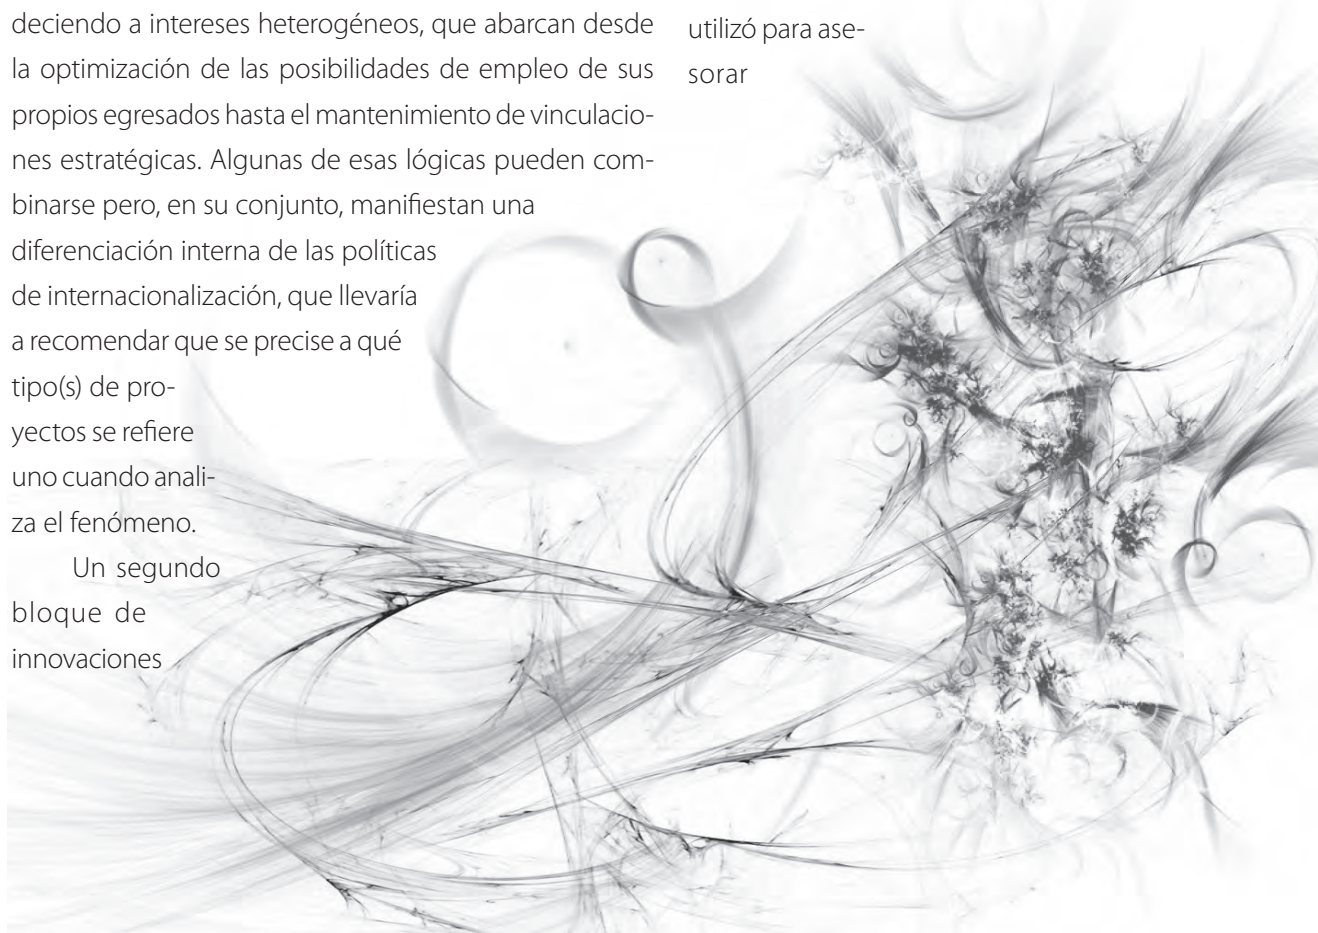 deciendo a intereses heterogéneos, que abarcan desde
la optimización de las posibilidades de empleo de sus
propios egresados hasta el mantenimiento de vinculacio-
nes estratégicas. Algunas de esas lógicas pueden com-
binarse pero, en su conjunto, manifiestan una
diferenciación interna de las políticas
de internacionalización, que llevaría
a recomendar que se precise a qué
tipo(s) de pro-
yectos se refiere
uno cuando anali-
za el fenómeno.
Un segundo
bloque de
innovaciones
utilizó para ase-
sorar